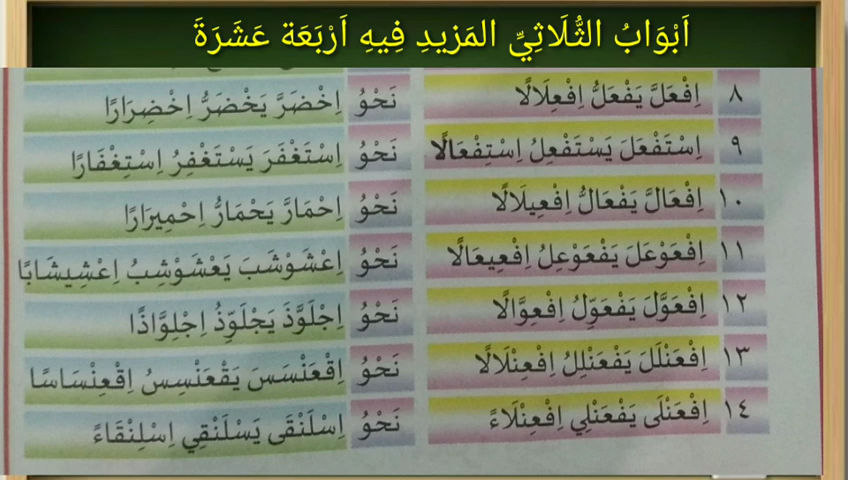 اَبْوَابُ الثُّلَاثِيِّ المَزيدِ فِيهِ اَرْبَعَة عَشَرَةَ
٨ اِفْعَلَّ يَفْعَلُّ اِفْعِلَالًا نَحْوُ اِخْضَرَّ يَخْضَرُّ اِخْضِرَارًا
٩ اِسْتَفْعَلَ يَسْتَفْعِلُ اِسْتِفْعَالًا نَحْوُ اِسْتَغْفَرَ يَسْتَغْفِرُ اِسْتِغْفَارًا
١٠ اِفْعَالَّ يَفْعَالُّ اِفْعِيلَالًا نَحْوُ اِحْمَارَّ يَحْمَارُّ اِحْمِيرَارًا
١١ اِفْعَوْعَلَ يَفْعَوْعِلُ اِفْعِيعَالًا نَحْوُ اِعْشَوْشَبَ يَعْشَوْشِبُ اِعْشِيشَابًا
١٢ اِفْعَوَّلَ يَفْعَوِّلُ اِفْعِوَّالًا نَحْوُ اِجْلَوَّذَ يَجْلَوِّذُ اِجْلِوَّاذًا
١٣ اِفْعَنْلَلَ يَفْعَنْلِلُ اِفْعِنْلَالًا نَحْوُ اِقْعَنْسَسَ يَقْعَنْسِسُ اِقْعِنْسَاسًا
١٤ اِفْعَنْلَى يَفْعَنْلِي اِفْعِنْلَاءً نَحْوُ اِسْلَنْقَى يَسْلَنْقِي اِسْلِنْقَاءً